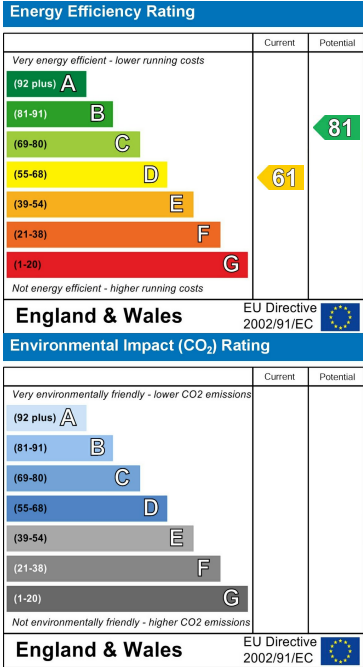 Energy Efficiency Rating
Current Potential
Very energy efficient - lower running costs
(92 plus) A
(81-91) B
81
(69-80) C
(55-68) D
61
(39-54) E
(21-38) F
(1-20) G
Not energy efficient - higher running costs
England & Wales
EU Directive
2002/91/EC
Environmental Impact (CO₂) Rating
Current Potential
Very environmentally friendly - lower CO2 emissions
(92 plus) A
(81-91) B
(69-80) C
(55-68) D
(39-54) E
(21-38) F
(1-20) G
Not environmentally friendly - higher CO2 emissions
England & Wales
EU Directive
2002/91/EC